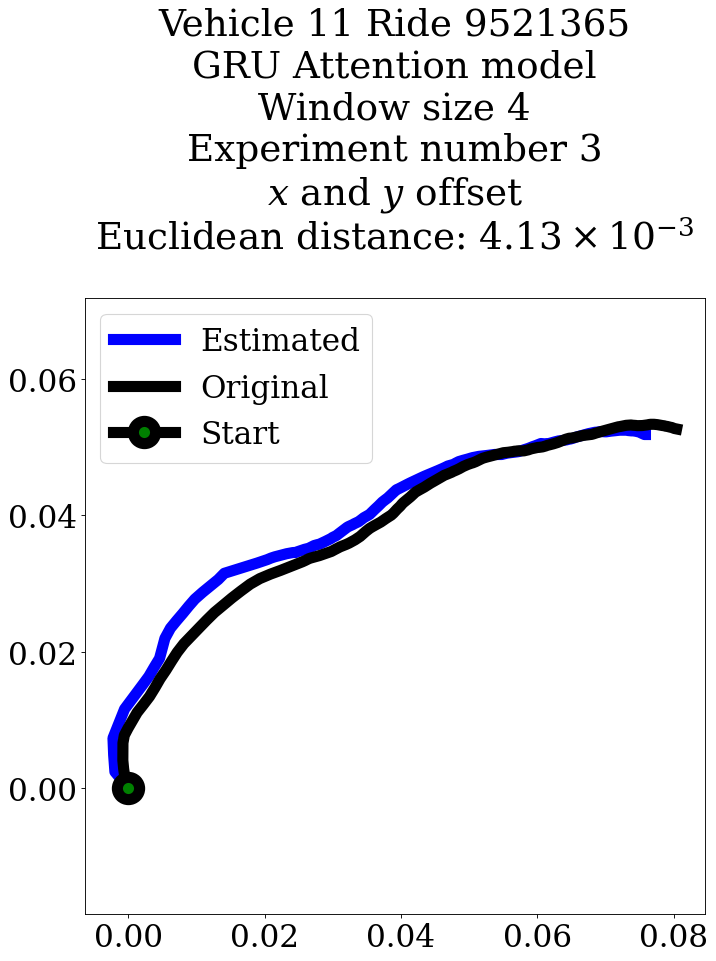 Vehicle 11 Ride 9521365
GRU Attention model
Window size 4
Experiment number 3
x and y offset
Euclidean distance: 4.13 × 10⁻³
Estimated
Original
Start
0.06
0.04
0.02
0.00
0.00 0.02 0.04 0.06 0.08